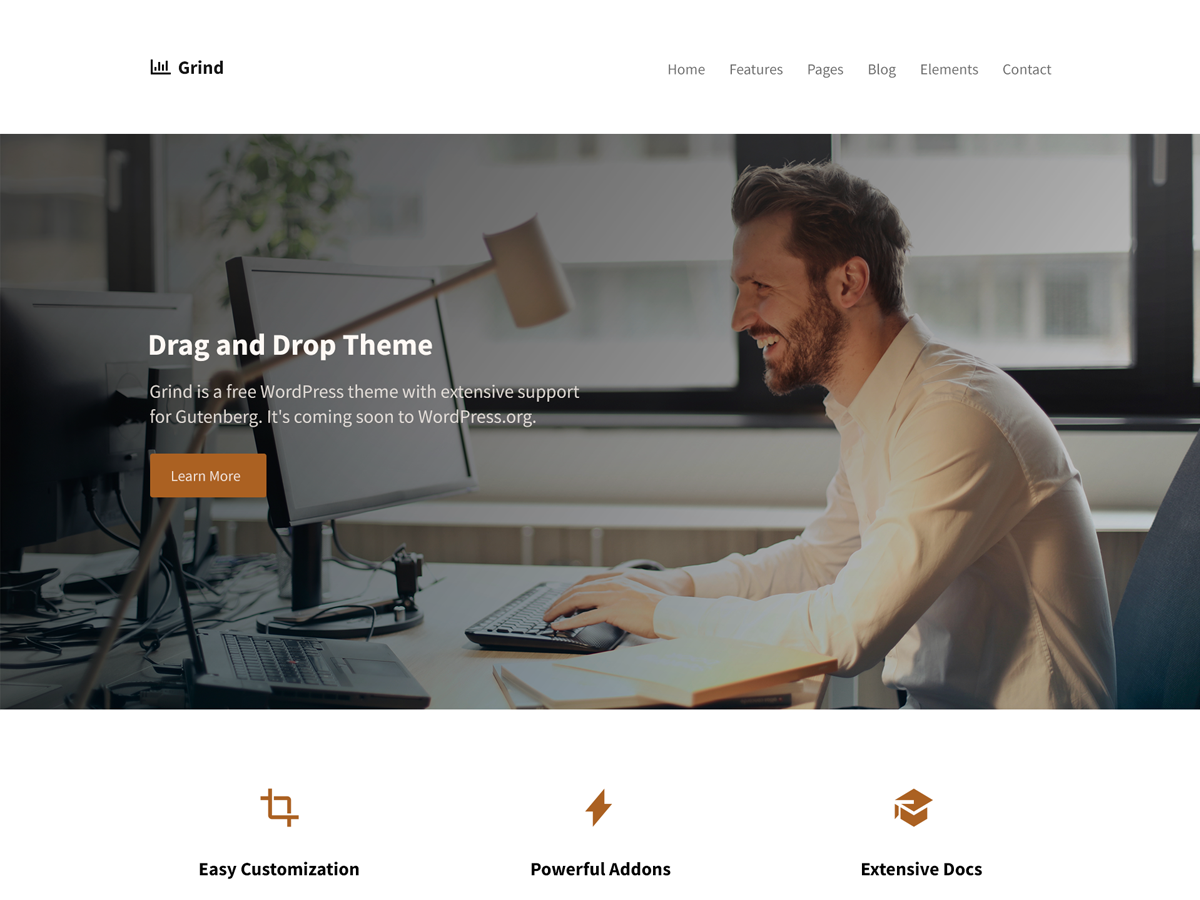 Grind
Home Features Pages Blog Elements Contact
Drag and Drop Theme
Grind is a free WordPress theme with extensive support
for Gutenberg. It's coming soon to WordPress.org.
Learn More
Easy Customization
Powerful Addons
Extensive Docs